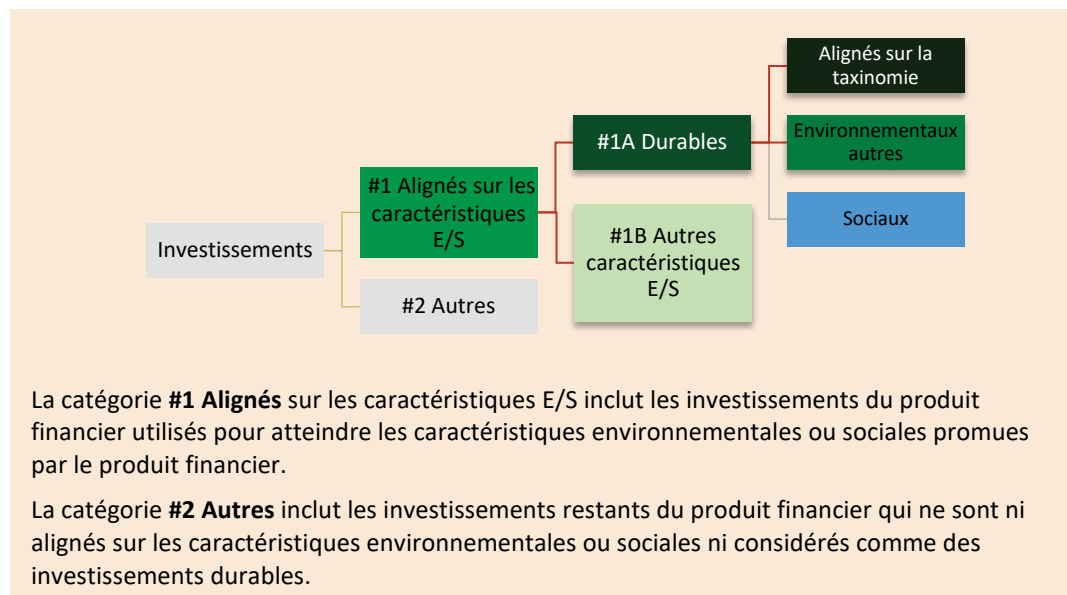 Investissements
#1 Alignés sur les
caractéristiques
E/S
#2 Autres
#1A Durables
#1B Autres
caractéristiques
E/S
Alignés sur la
taxinomie
Environnementaux
autres
Sociaux
La catégorie #1 Alignés sur les caractéristiques E/S inclut les investissements du produit
financier utilisés pour atteindre les caractéristiques environnementales ou sociales promues
par le produit financier.
La catégorie #2 Autres inclut les investissements restants du produit financier qui ne sont ni
alignés sur les caractéristiques environnementales ou sociales ni considérés comme des
investissements durables.